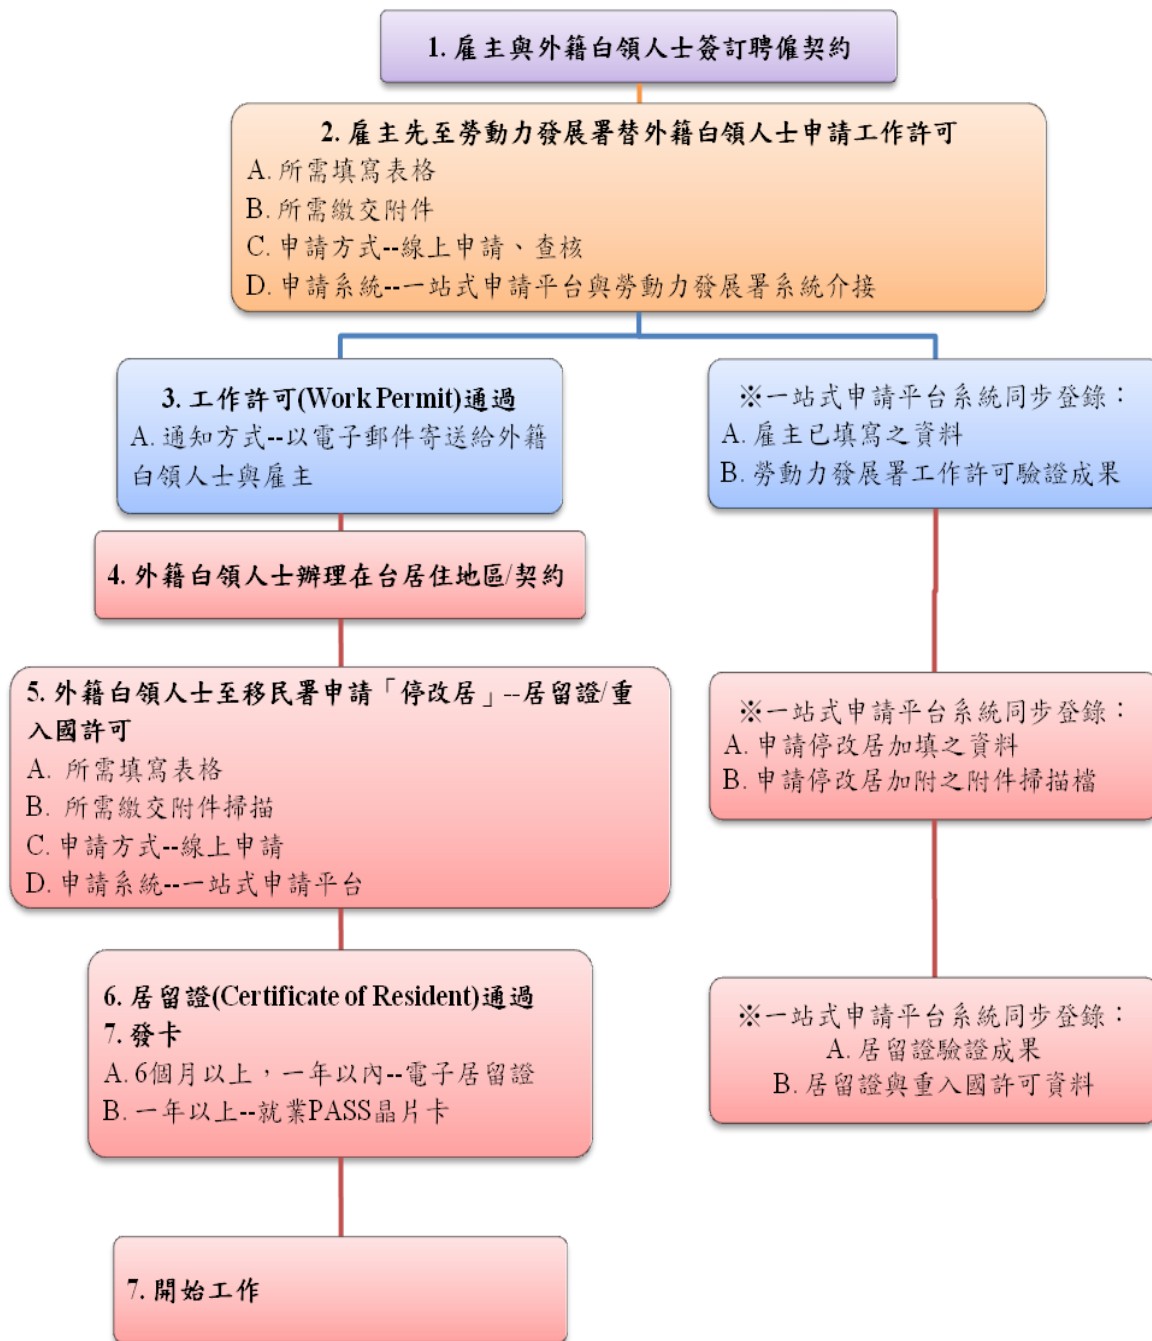 1. 雇主與外籍白領人士簽訂聘僱契約
2. 雇主先至勞動力發展署替外籍白領人士申請工作許可
A. 所需填寫表格
B. 所需繳交附件
C. 申請方式--線上申請、查核
D. 申請系統--一站式申請平台與勞動力發展署系統介接
3. 工作許可(Work Permit)通過
A. 通知方式--以電子郵件寄送給外籍
白領人士與雇主
※一站式申請平台系統同步登錄：
A. 雇主已填寫之資料
B. 勞動力發展署工作許可驗證成果
4. 外籍白領人士辦理在台居住地區/契約
5. 外籍白領人士至移民署申請「停改居」--居留證/重
入國許可
A. 所需填寫表格
B. 所需繳交附件掃描
C. 申請方式--線上申請
D. 申請系統--一站式申請平台
※一站式申請平台系統同步登錄：
A. 申請停改居加填之資料
B. 申請停改居加附之附件掃描檔
6. 居留證(Certificate of Resident)通過
7. 發卡
A. 6個月以上，一年以內--電子居留證
B. 一年以上--就業PASS晶片卡
※一站式申請平台系統同步登錄：
A. 居留證驗證成果
B. 居留證與重入國許可資料
7. 開始工作